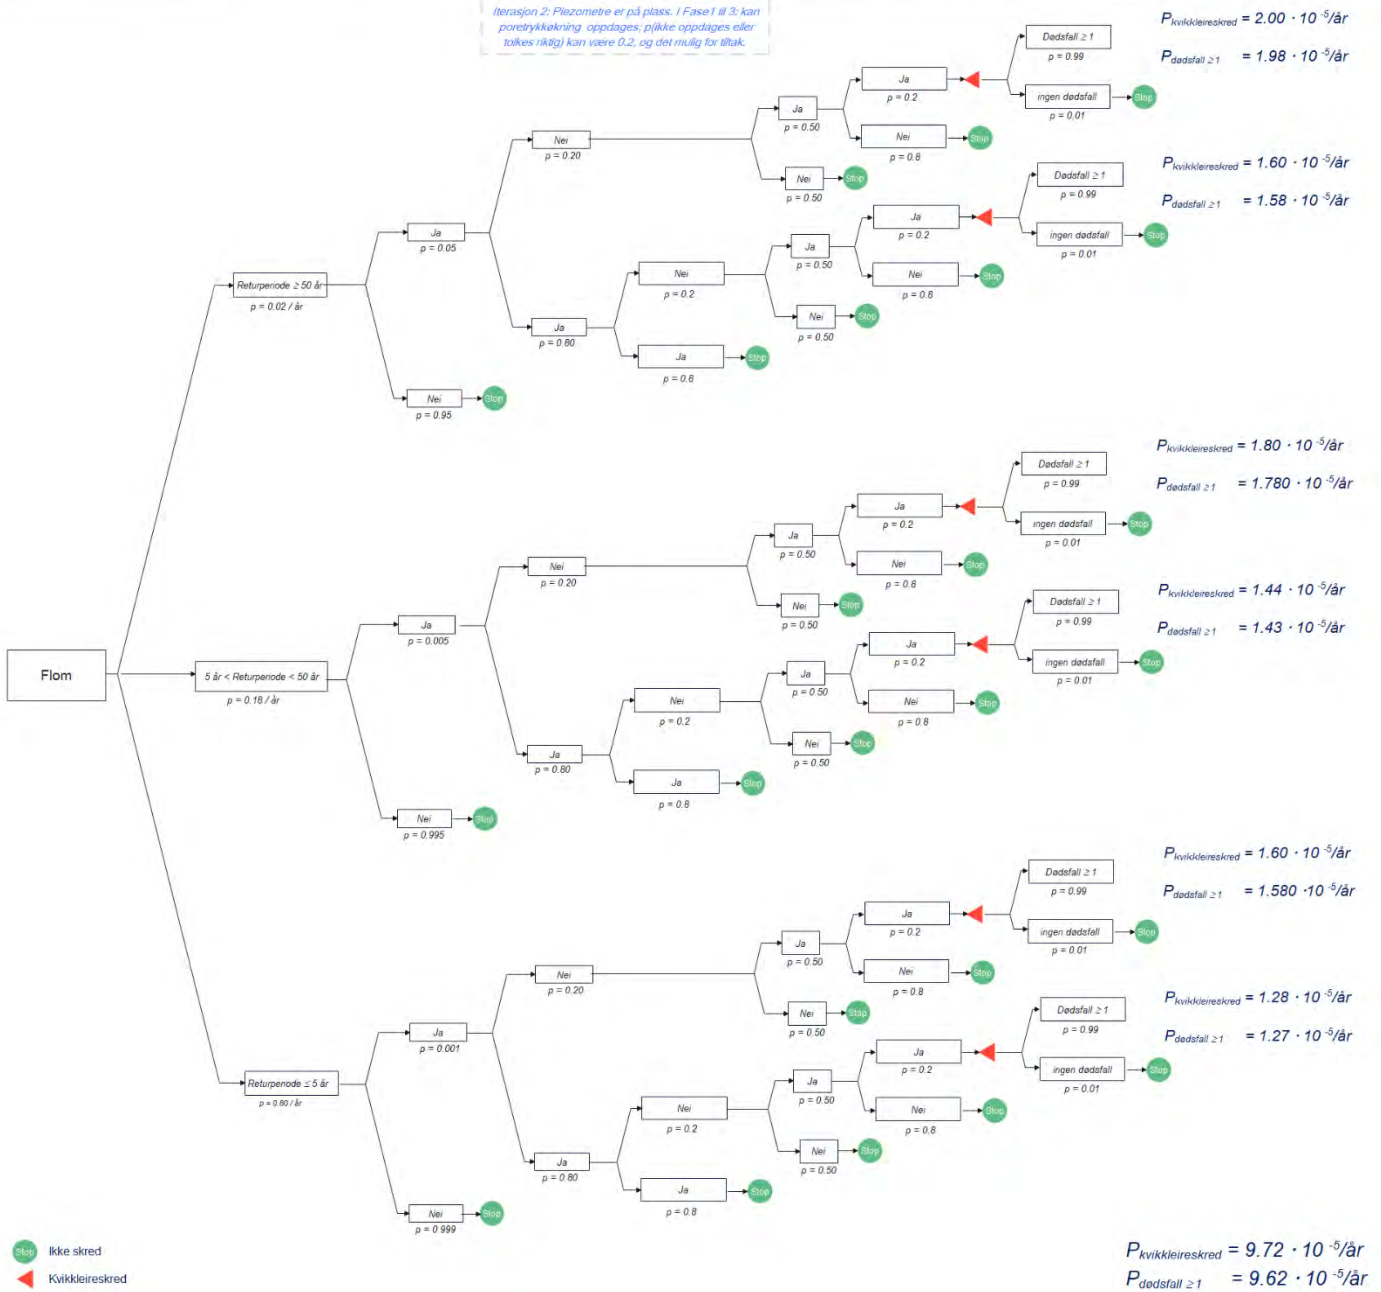 Iterasjon 2: Piezometre er på plass. I Fase1 til 3: kan
poretrykkøkning oppdages; p(ikke oppdages eller
tolkes riktig) kan være 0.2, og det mulig for tiltak.
Dødsfall ≥ 1
p = 0.99
P kvikkleireskred = 2.00 · 10 -5/år
P dødsfall ≥ 1 = 1.98 · 10 -5/år
Ja
p = 0.2
ingen dødsfall
p = 0.01
Stop
Ja
p = 0.50
Nei
p = 0.8
Stop
Nei
p = 0.20
Nei
p = 0.50
Stop
Dødsfall ≥ 1
p = 0.99
P kvikkleireskred = 1.60 · 10 -5/år
P dødsfall ≥ 1 = 1.58 · 10 -5/år
Ja
p = 0.2
ingen dødsfall
p = 0.01
Stop
Ja
p = 0.05
Ja
p = 0.50
Nei
p = 0.8
Stop
Returperiode ≥ 50 år
p = 0.02 / år
Nei
p = 0.2
Nei
p = 0.50
Stop
Ja
p = 0.80
Ja
p = 0.8
Stop
Nei
p = 0.95
Stop
Dødsfall ≥ 1
p = 0.99
P kvikkleireskred = 1.80 · 10 -5/år
P dødsfall ≥ 1 = 1.780 · 10 -5/år
Ja
p = 0.2
ingen dødsfall
p = 0.01
Stop
Ja
p = 0.50
Nei
p = 0.8
Stop
Nei
p = 0.20
Nei
p = 0.50
Stop
Dødsfall ≥ 1
p = 0.99
P kvikkleireskred = 1.44 · 10 -5/år
P dødsfall ≥ 1 = 1.43 · 10 -5/år
Ja
p = 0.005
Ja
p = 0.2
ingen dødsfall
p = 0.01
Stop
Flom
5 år < Returperiode < 50 år
p = 0.18 / år
Ja
p = 0.50
Nei
p = 0.8
Stop
Nei
p = 0.2
Nei
p = 0.50
Stop
Ja
p = 0.80
Ja
p = 0.8
Stop
Nei
p = 0.995
Stop
Dødsfall ≥ 1
p = 0.99
P kvikkleireskred = 1.60 · 10 -5/år
P dødsfall ≥ 1 = 1.580 ·10 -5/år
Ja
p = 0.2
ingen dødsfall
p = 0.01
Stop
Ja
p = 0.50
Nei
p = 0.8
Stop
Nei
p = 0.20
Nei
p = 0.50
Stop
Dødsfall ≥ 1
p = 0.99
P kvikkleireskred = 1.28 · 10 -5/år
P dødsfall ≥ 1 = 1.27 · 10 -5/år
Ja
p = 0.001
Ja
p = 0.2
ingen dødsfall
p = 0.01
Stop
Returperiode ≤ 5 år
p = 0.80 / år
Ja
p = 0.50
Nei
p = 0.8
Stop
Nei
p = 0.2
Nei
p = 0.50
Stop
Ja
p = 0.80
Ja
p = 0.8
Stop
Nei
p = 0.999
Stop
Stop Ikke skred
Kvikkleireskred
P kvikkleireskred = 9.72 · 10 -5/år
P dødsfall ≥ 1 = 9.62 · 10 -5/år